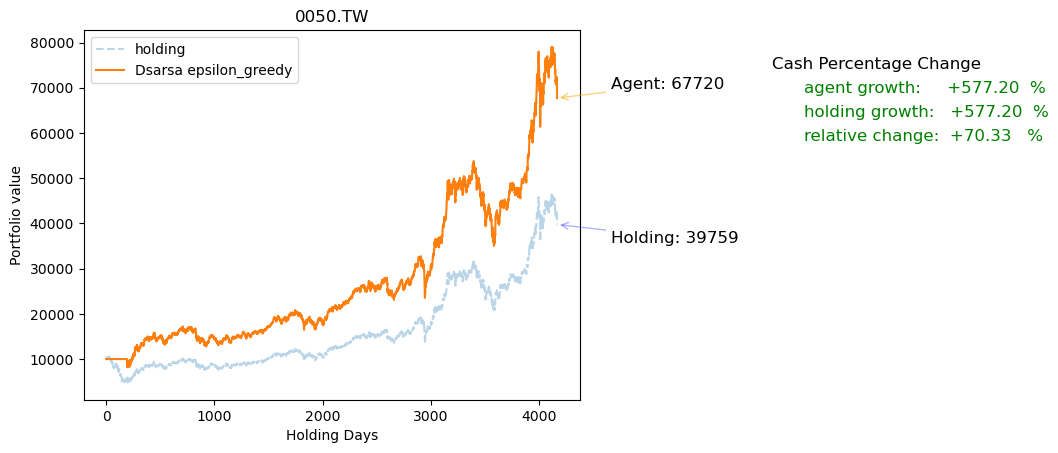 0050.TW
holding
Dsarsa epsilon_greedy
Portfolio value
80000
70000
60000
50000
40000
30000
20000
10000
0
1000
2000
3000
4000
Holding Days
Agent: 67720
Holding: 39759
Cash Percentage Change
agent growth: +577.20 %
holding growth: +577.20 %
relative change: +70.33 %